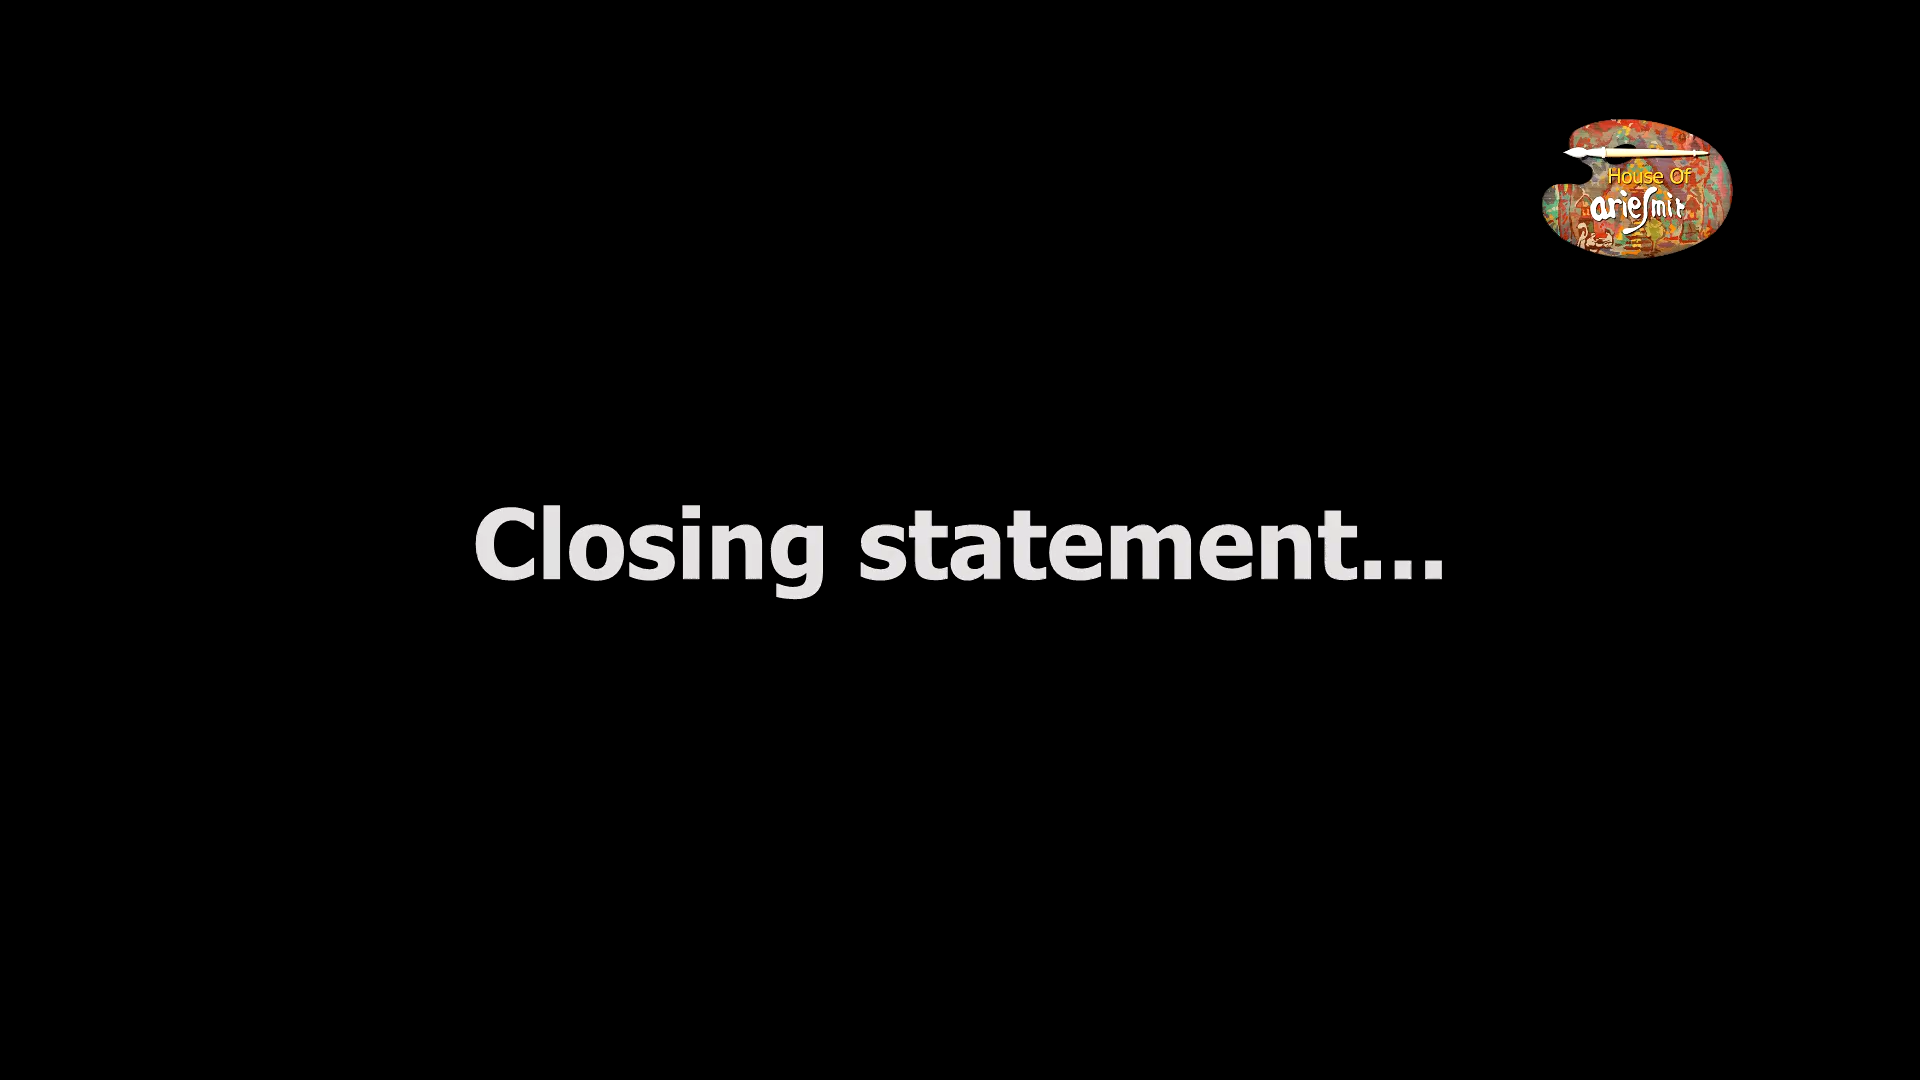 House Of
arieSmit
Closing statement...